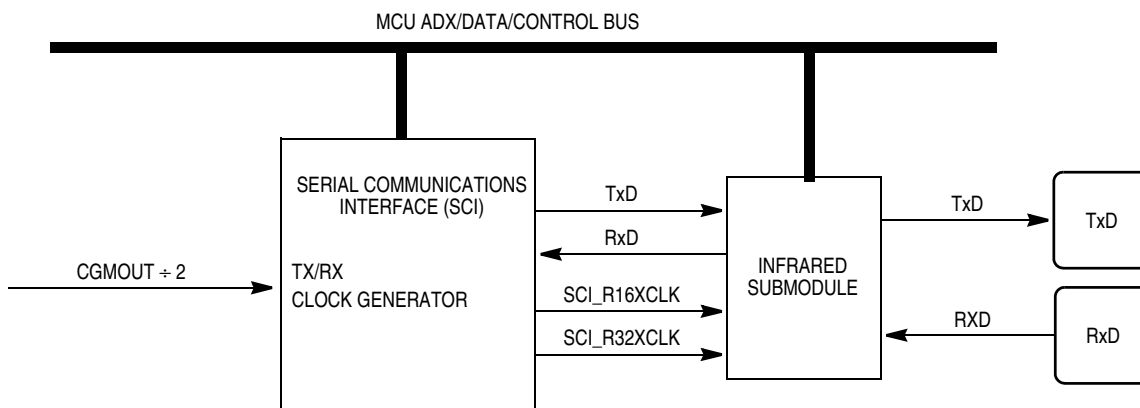 MCU ADX/DATA/CONTROL BUS
SERIAL COMMUNICATIONS
INTERFACE (SCI)
TX/RX
CLOCK GENERATOR
CGMOUT ÷ 2
TxD
RxD
SCI_R16XCLK
SCI_R32XCLK
INFRARED
SUBMODULE
TxD
RXD
TxD
RxD